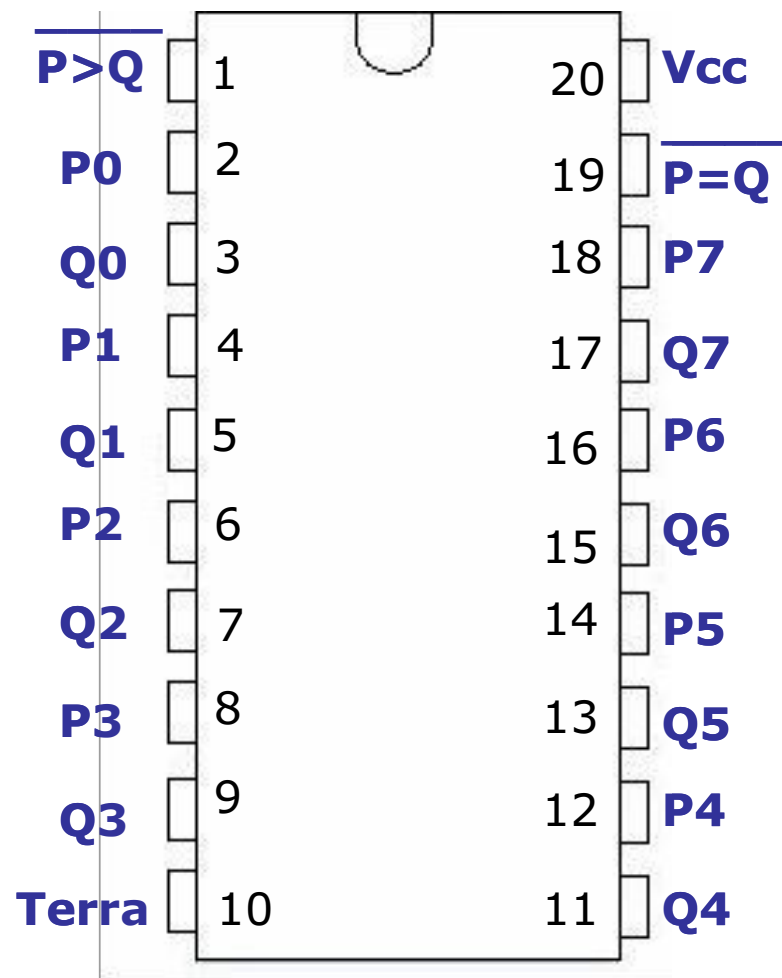 P>Q 1 20 Vcc
P0 2 19 P=Q
Q0 3 18 P7
P1 4 17 Q7
Q1 5 16 P6
P2 6 15 Q6
Q2 7 14 P5
P3 8 13 Q5
Q3 9 12 P4
Terra 10 11 Q4